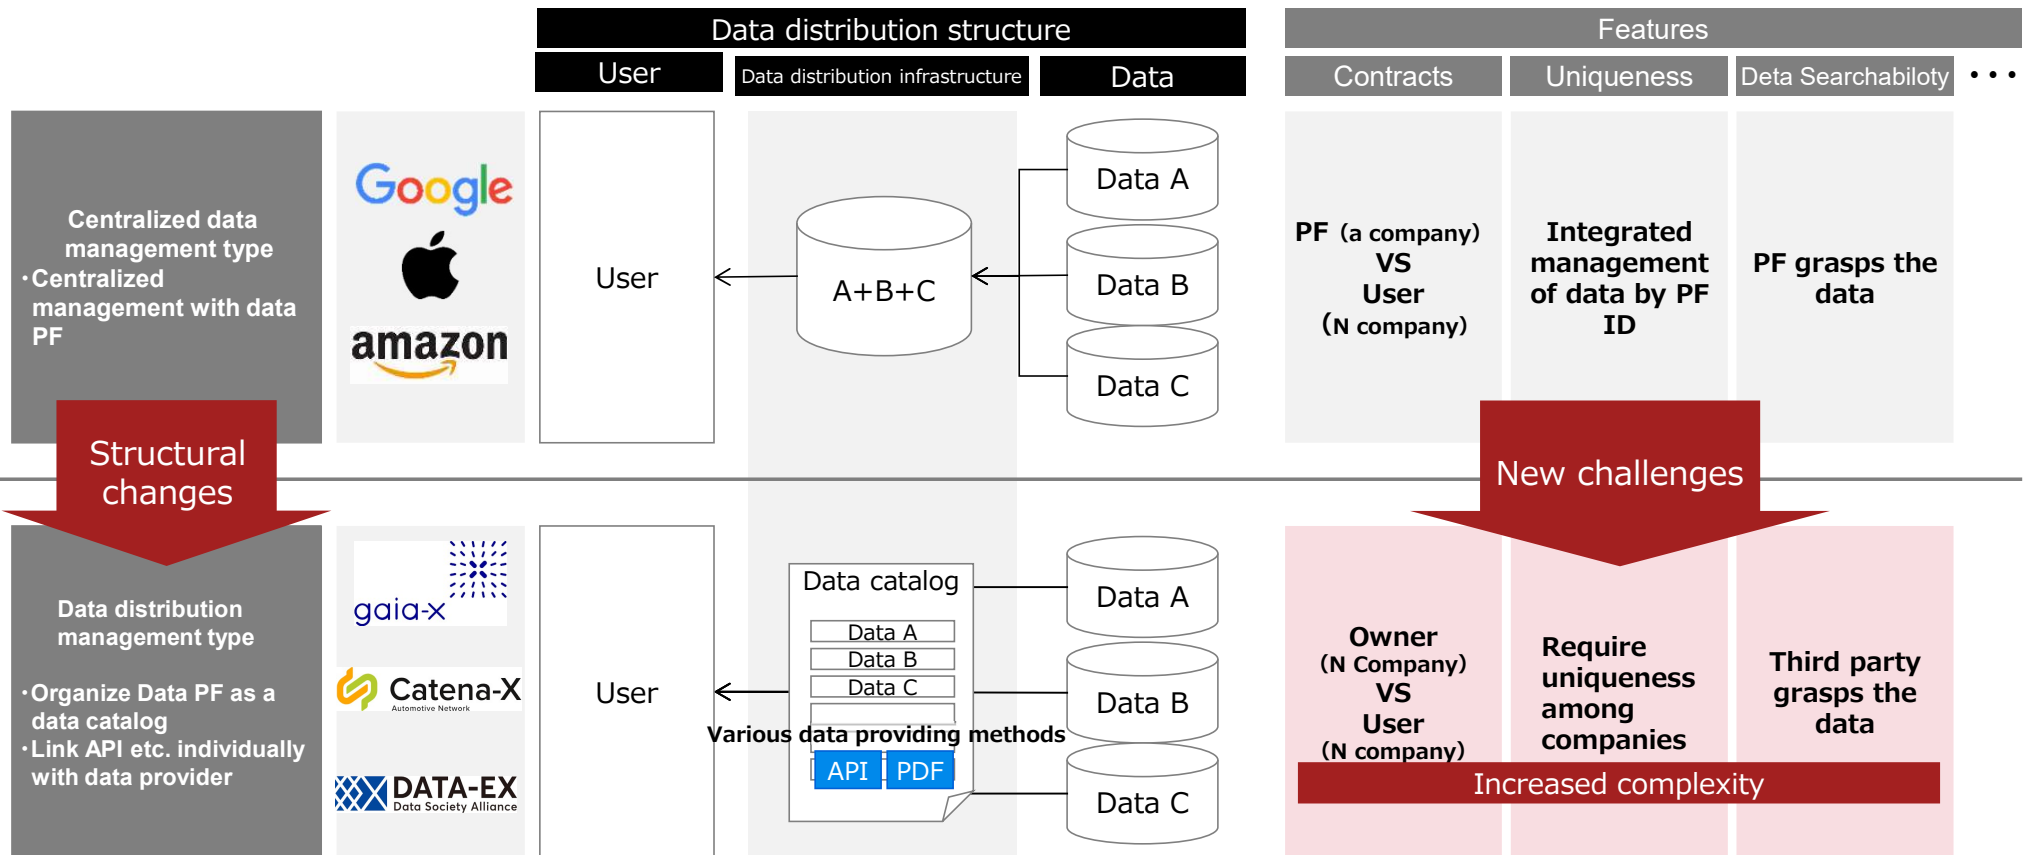 Data distribution structure
Features
User
Data distribution infrastructure
Data
Contracts
Uniqueness
Deta Searchabiloty
・・・
Centralized data
management type
・Centralized
management with data
PF
Google
amazon
User
A+B+C
Data A
Data B
Data C
PF（a company）
VS
User
（N company）
Integrated
management
of data by PF
ID
PF grasps the
data
Structural
changes
New challenges
Data distribution
management type
・Organize Data PF as a
data catalog
・Link API etc. individually
with data provider
gaia-x
Catena-X
Automotive Network
DATA-EX
Data Society Alliance
User
Data catalog
Data A
Data B
Data C
Various data providing methods
API
PDF
Data A
Data B
Data C
Owner
（N Company）
VS
User
（N company）
Require
uniqueness
among
companies
Third party
grasps the
data
Increased complexity